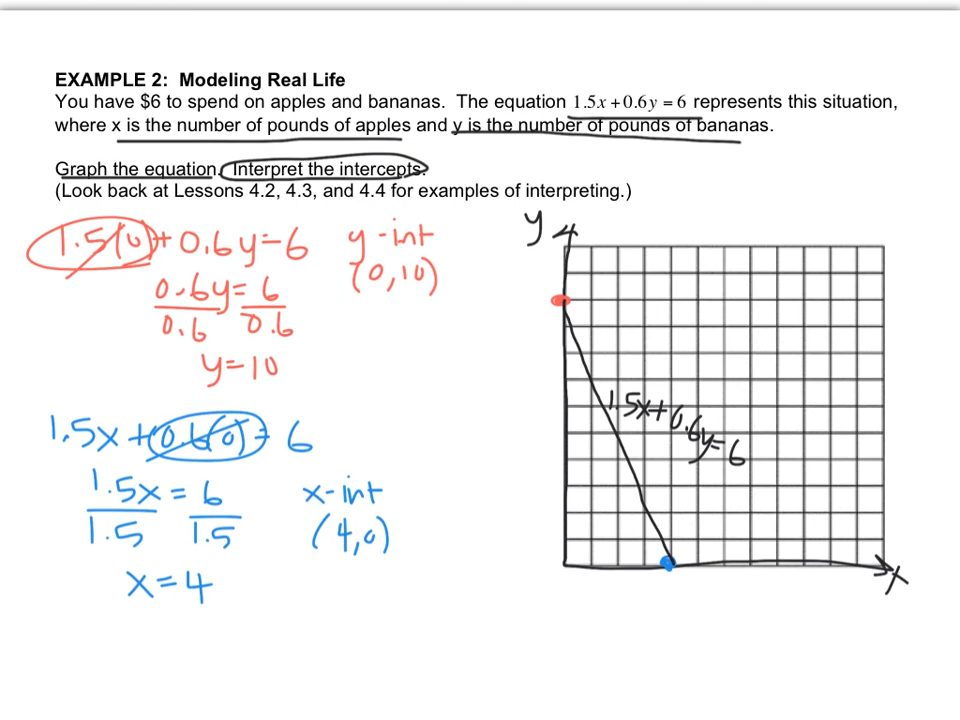 EXAMPLE 2: Modeling Real Life
You have $6 to spend on apples and bananas. The equation 1.5x + 0.6y = 6 represents this situation,
where x is the number of pounds of apples and y is the number of pounds of bananas.
Graph the equation. Interpret the intercepts.
(Look back at Lessons 4.2, 4.3, and 4.4 for examples of interpreting.)
1.5(0) + 0.6y = 6
0.6y = 6
0.6 0.6
y = 10
y-int
(0,10)
1.5x + 0.6(0) = 6
1.5x = 6
1.5 1.5
x = 4
x-int
(4,0)
y
1.5x + 0.6y = 6
x